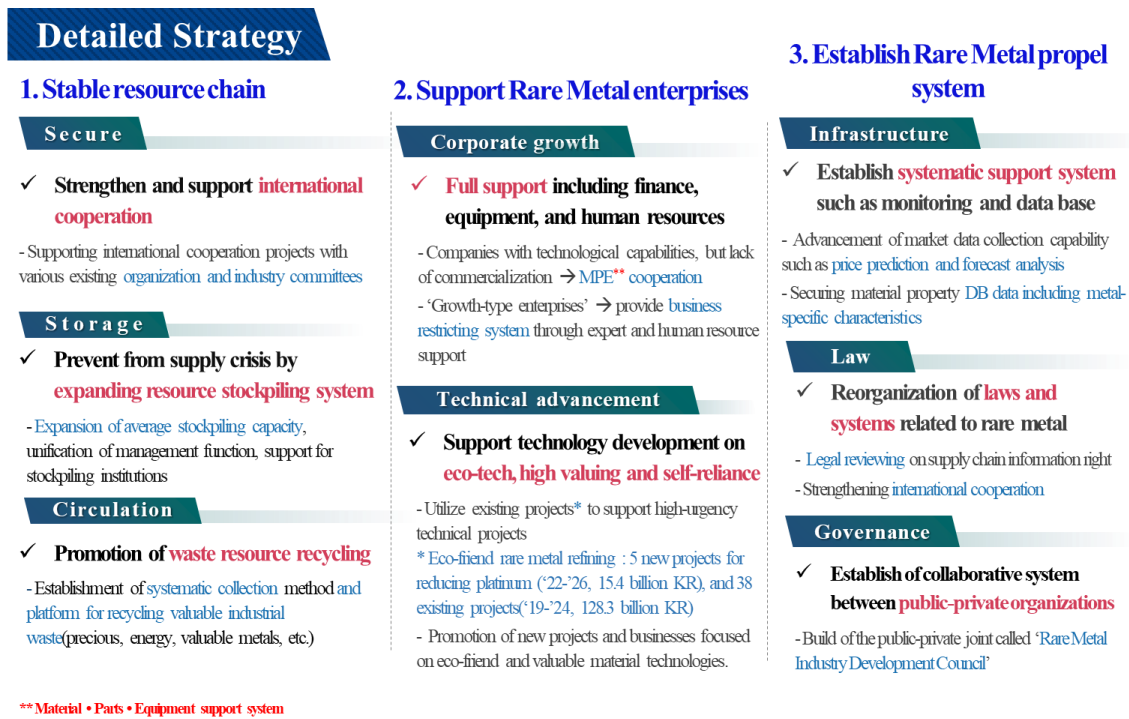 Detailed Strategy
1. Stable resource chain
Secure
✓ Strengthen and support international
cooperation
- Supporting international cooperation projects with
various existing organization and industry committees
Storage
✓ Prevent from supply crisis by
expanding resource stockpiling system
- Expansion of average stockpiling capacity,
unification of management function, support for
stockpiling institutions
Circulation
✓ Promotion of waste resource recycling
- Establishment of systematic collection method and
platform for recycling valuable industrial
waste(precious, energy, valuable metals, etc.)
** Material • Parts • Equipment support system
2. Support Rare Metal enterprises
Corporate growth
✓ Full support including finance,
equipment, and human resources
- Companies with technological capabilities, but lack
of commercialization → MPE** cooperation
- ‘Growth-type enterprises’ → provide business
restricting system through expert and human resource
support
Technical advancement
✓ Support technology development on
eco-tech, high valuing and self-reliance
- Utilize existing projects* to support high-urgency
technical projects
* Eco-friend rare metal refining : 5 new projects for
reducing platinum (‘22-’26, 15.4 billion KR), and 38
existing projects(‘19-’24, 128.3 billion KR)
- Promotion of new projects and businesses focused
on eco-friend and valuable material technologies.
3. Establish Rare Metal propel
system
Infrastructure
✓ Establish systematic support system
such as monitoring and data base
- Advancement of market data collection capability
such as price prediction and forecast analysis
- Securing material property DB data including metal-
specific characteristics
Law
✓ Reorganization of laws and
systems related to rare metal
- Legal reviewing on supply chain information right
- Strengthening international cooperation
Governance
✓ Establish of collaborative system
between public-private organizations
- Build of the public-private joint called ‘Rare Metal
Industry Development Council’